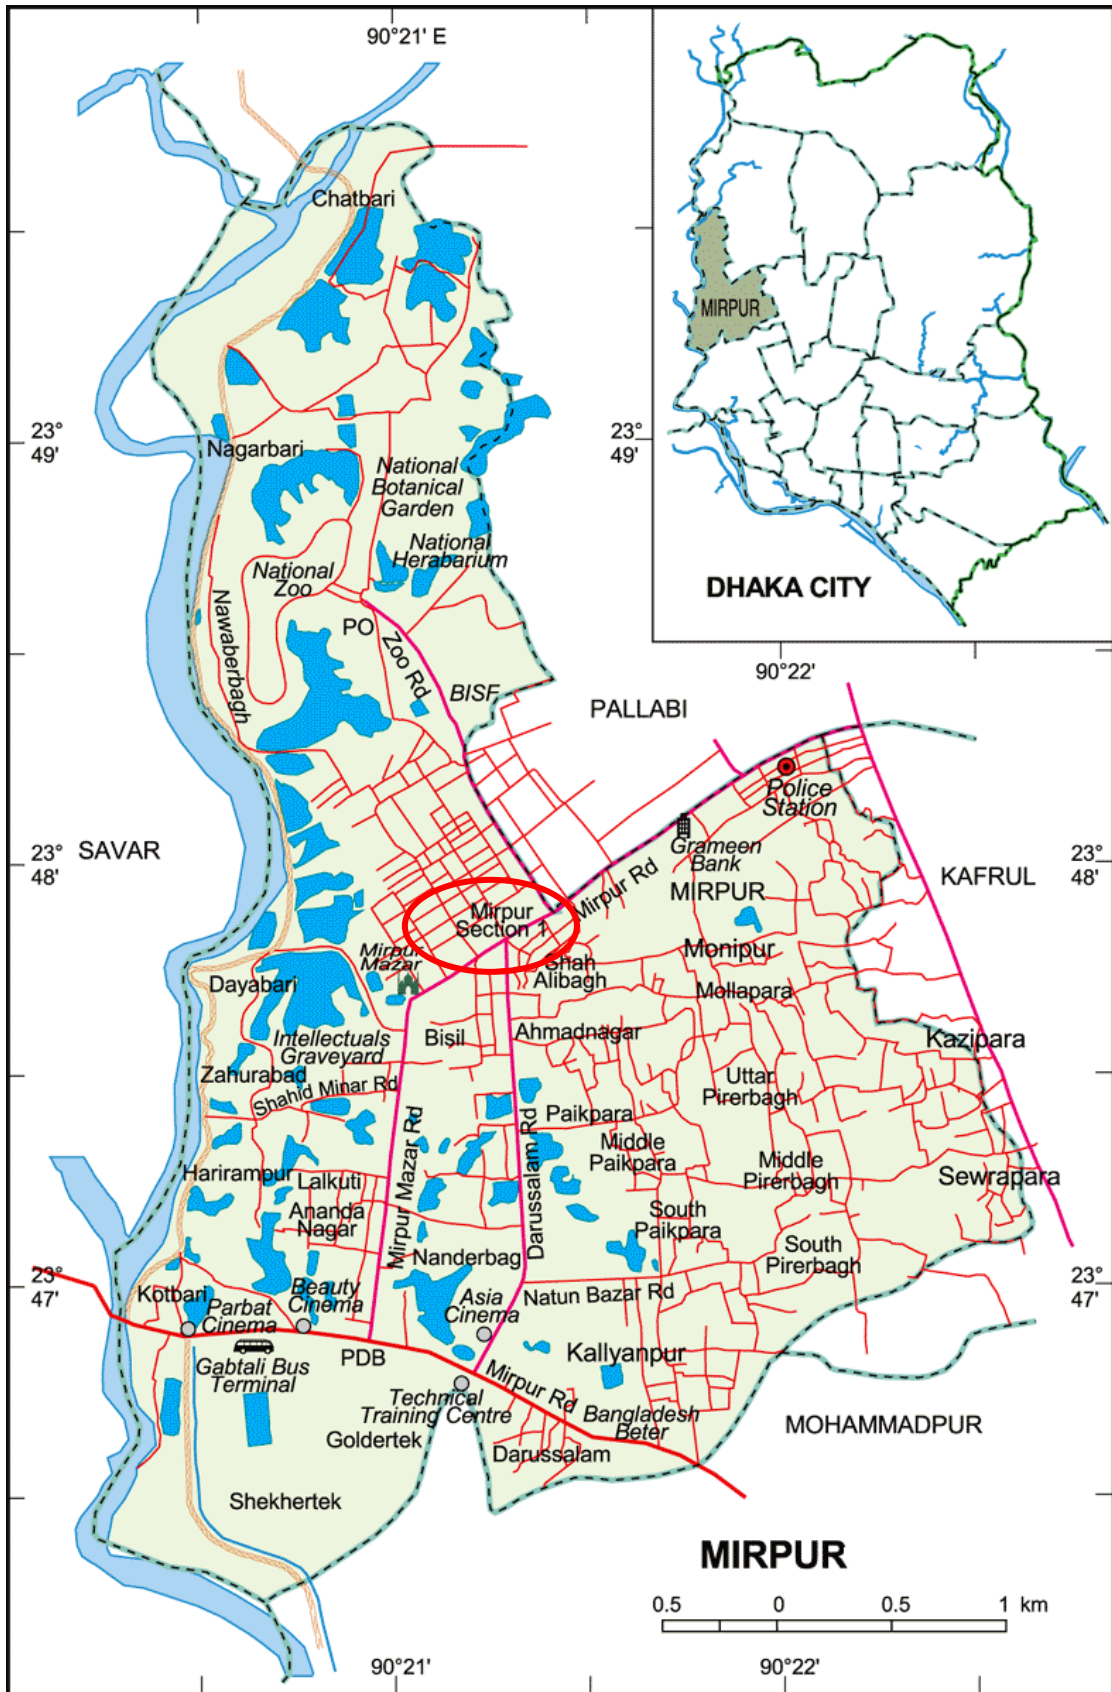 90°21' E
Chatbari
23°
49'
Nagarbari
National
Botanical
Garden
National
Herabarium
National
Zoo
Nawaberbagh
PO
Zoo Rd
BISF
MIRPUR
23°
49'
DHAKA CITY
90°22'
PALLABI
Police
Station
Grameen
Bank
Mirpur Rd
MIRPUR
23°
48'
SAVAR
23°
48'
KAFRUL
Mirpur
Section 1
Mirpur
Mazar
Shah
Alibagh
Monipur
Mollapara
Dayabari
Intellectuals
Graveyard
Bisil
Ahmadnagar
Kazipara
Zahurabad
Shahid Minar Rd
Uttar
Pirerbagh
Paikpara
Middle
Paikpara
Mirpur Mazar Rd
Darussalam Rd
Harirampur
Lalkuti
Middle
Pirerbagh
Sewrapara
Ananda
Nagar
South
Paikpara
Nanderbag
South
Pirerbagh
23°
47'
23°
47'
Kotbari
Beauty
Cinema
Parbat
Cinema
Asia
Cinema
Natun Bazar Rd
Gabtali Bus
Terminal
PDB
Kallyanpur
Mirpur Rd
Technical
Training Centre
Bangladesh
Beter
MOHAMMADPUR
Goldertek
Darussalam
Shekhertek
MIRPUR
0.5 0 0.5 1 km
90°21'
90°22'